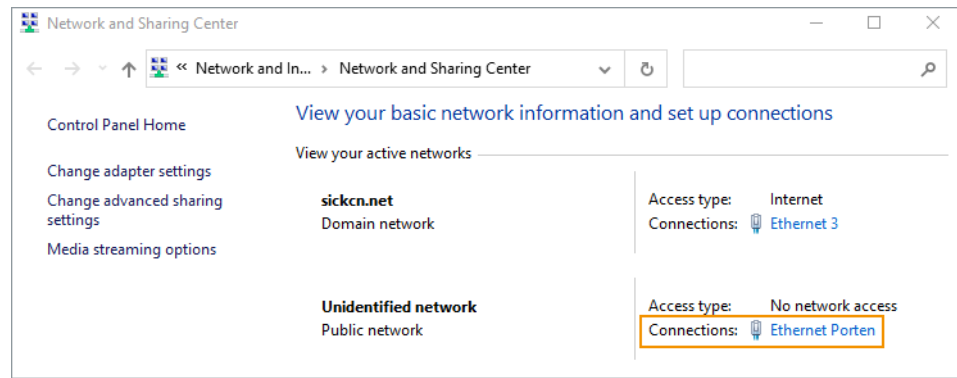 Network and Sharing Center
« Network and In... › Network and Sharing Center
Control Panel Home
Change adapter settings
Change advanced sharing
settings
Media streaming options
View your basic network information and set up connections
View your active networks
sickcn.net
Domain network
Access type: Internet
Connections: Ethernet 3
Unidentified network
Public network
Access type: No network access
Connections: Ethernet Porten